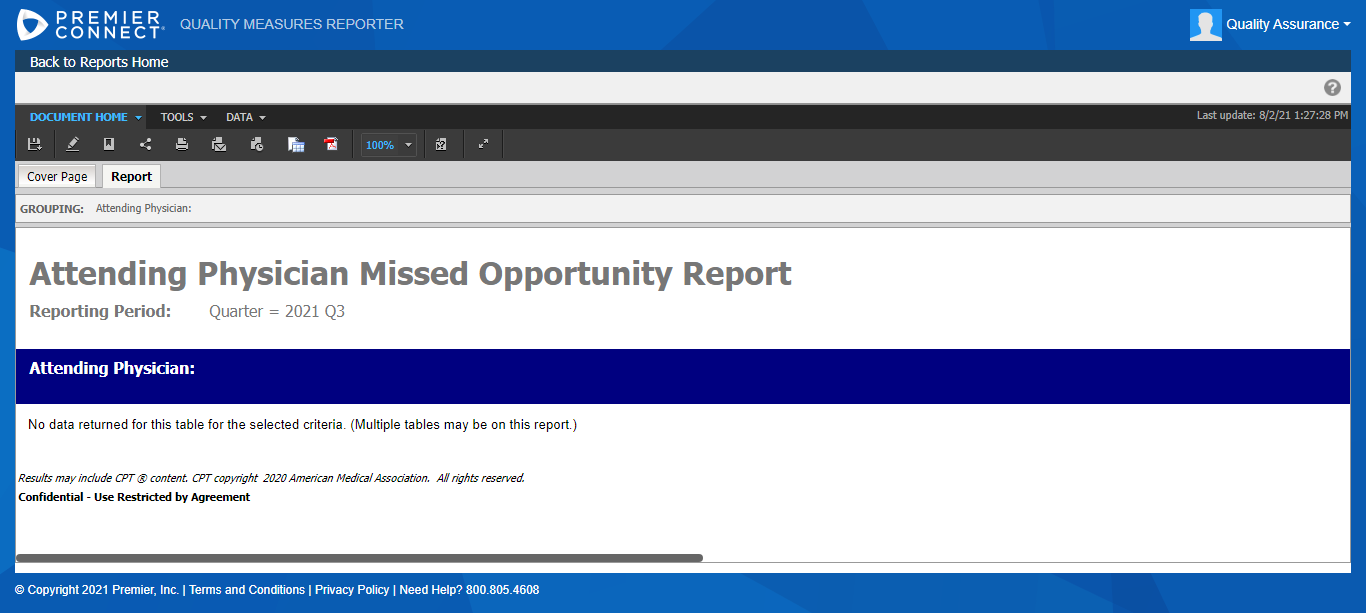 PREMIER CONNECT® QUALITY MEASURES REPORTER
Quality Assurance
Back to Reports Home
DOCUMENT HOME TOOLS DATA Last update: 8/2/21 1:27:28 PM
100%
Cover Page Report
GROUPING: Attending Physician:
Attending Physician Missed Opportunity Report
Reporting Period: Quarter = 2021 Q3
Attending Physician:
No data returned for this table for the selected criteria. (Multiple tables may be on this report.)
Results may include CPT ® content. CPT copyright 2020 American Medical Association. All rights reserved.
Confidential - Use Restricted by Agreement
© Copyright 2021 Premier, Inc. | Terms and Conditions | Privacy Policy | Need Help? 800.805.4608